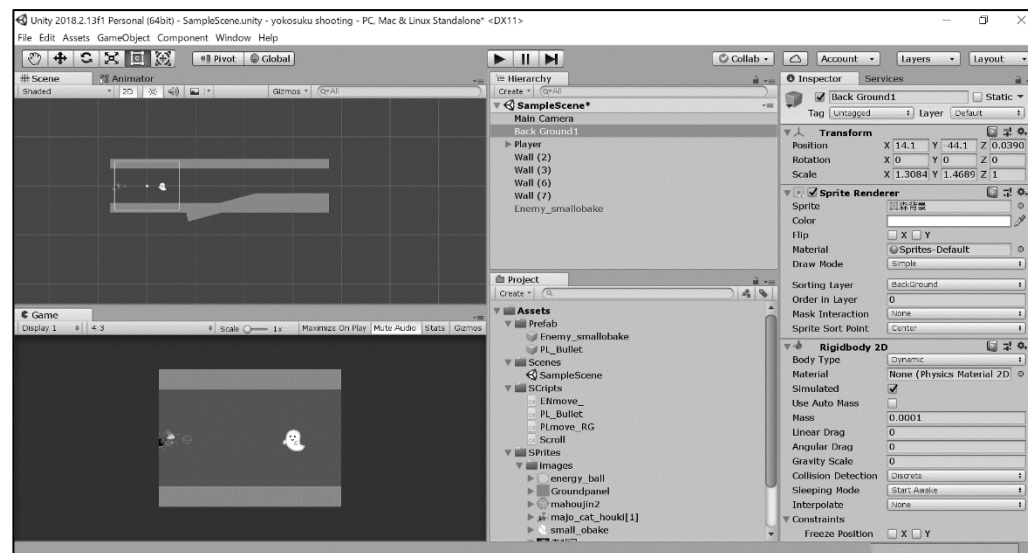 Unity 2018.2.13f1 Personal (64bit) - SampleScene.unity - yokosuku shooting - PC, Mac & Linux Standalone* <DX11>
File Edit Assets GameObject Component Window Help
Pivot Global
Collab Account Layers Layout
Scene Animator
Shaded 2D Gizmos All
Game
Display 1 4:3 Scale 1x Maximize On Play Mute Audio Stats Gizmos
Hierarchy
Create All
SampleScene*
Main Camera
Back Ground1
Player
Wall (2)
Wall (3)
Wall (6)
Wall (7)
Enemy_smallobake
Project
Create
Assets
Prefab
Enemy_smallobake
PL_Bullet
Scenes
SampleScene
SCripts
ENmove_
PL_Bullet
PLmove_RG
Scroll
SPrites
Images
energy_ball
Groundpanel
mahoujin2
majo_cat_houki[1]
small_obake
Inspector Services
Back Ground1 Static
Tag Untagged Layer Default
Transform
Position X 14.1 Y -44.1 Z 0.0390
Rotation X 0 Y 0 Z 0
Scale X 1.3084 Y 1.4689 Z 1
Sprite Renderer
Sprite 森背景
Color
Flip X Y
Material Sprites-Default
Draw Mode Simple
Sorting Layer BackGround
Order in Layer 0
Mask Interaction None
Sprite Sort Point Center
Rigidbody 2D
Body Type Dynamic
Material None (Physics Material 2D
Simulated
Use Auto Mass
Mass 0.0001
Linear Drag 0
Angular Drag 0
Gravity Scale 0
Collision Detection Discrete
Sleeping Mode Start Awake
Interpolate None
Constraints
Freeze Position X Y